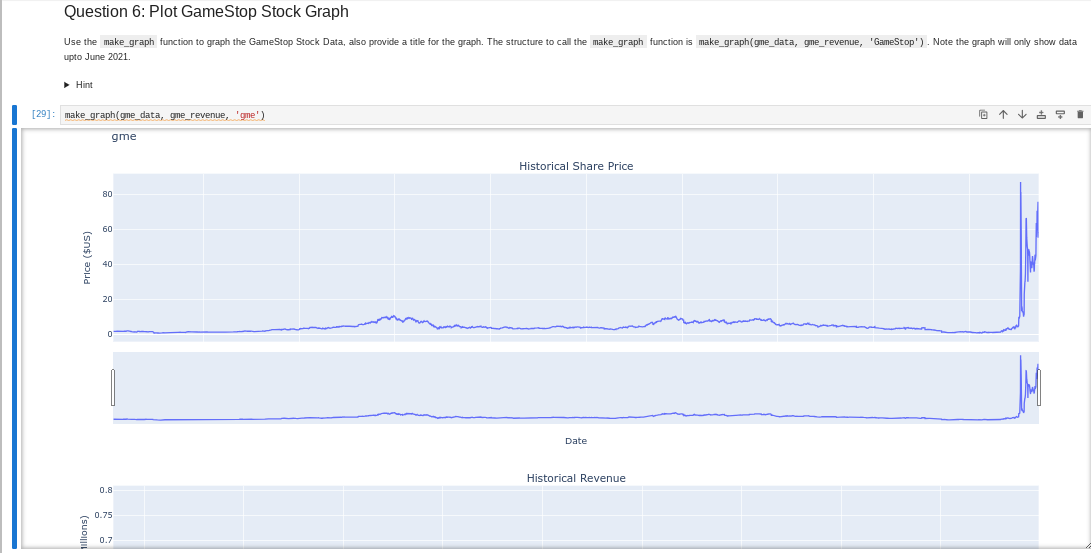 Question 6: Plot GameStop Stock Graph
Use the make_graph function to graph the GameStop Stock Data, also provide a title for the graph. The structure to call the make_graph function is make_graph(gme_data, gme_revenue, 'GameStop'). Note the graph will only show data
upto June 2021.
Hint
[29]: make_graph(gme_data, gme_revenue, 'gme')
gme
Historical Share Price
80
60
40
20
0
Price ($US)
Date
Historical Revenue
0.8
0.75
0.7